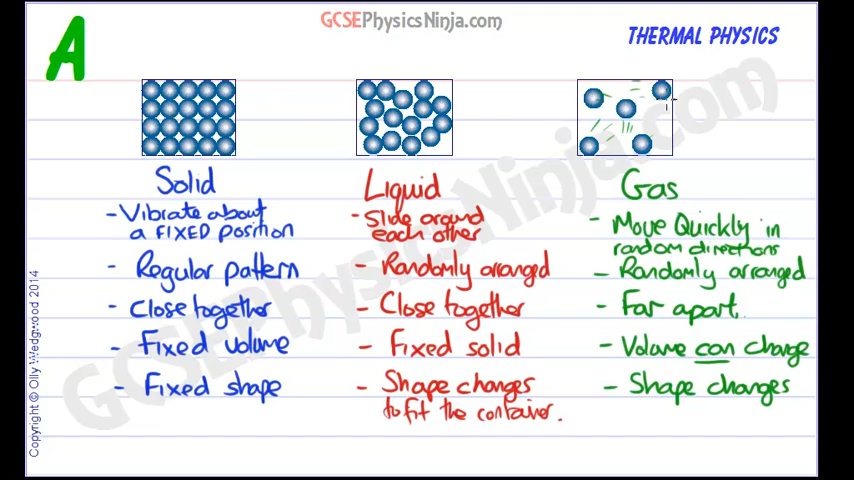 GCSEPhysicsNinja.com
A
THERMAL PHYSICS
Solid
- Vibrate about
a FIXED position
- Regular pattern
- Close together
- Fixed volume
- Fixed shape
Liquid
- Slide around
each other
- Randomly arranged
- Close together
- Fixed solid
- Shape changes
to fit the container.
Gas
- Move Quickly in
random directions
- Randomly arranged
- Far apart.
- Volume can change
- Shape changes
GCSEPhysicsNinja.com
Copyright © Olly Wedgwood 2014